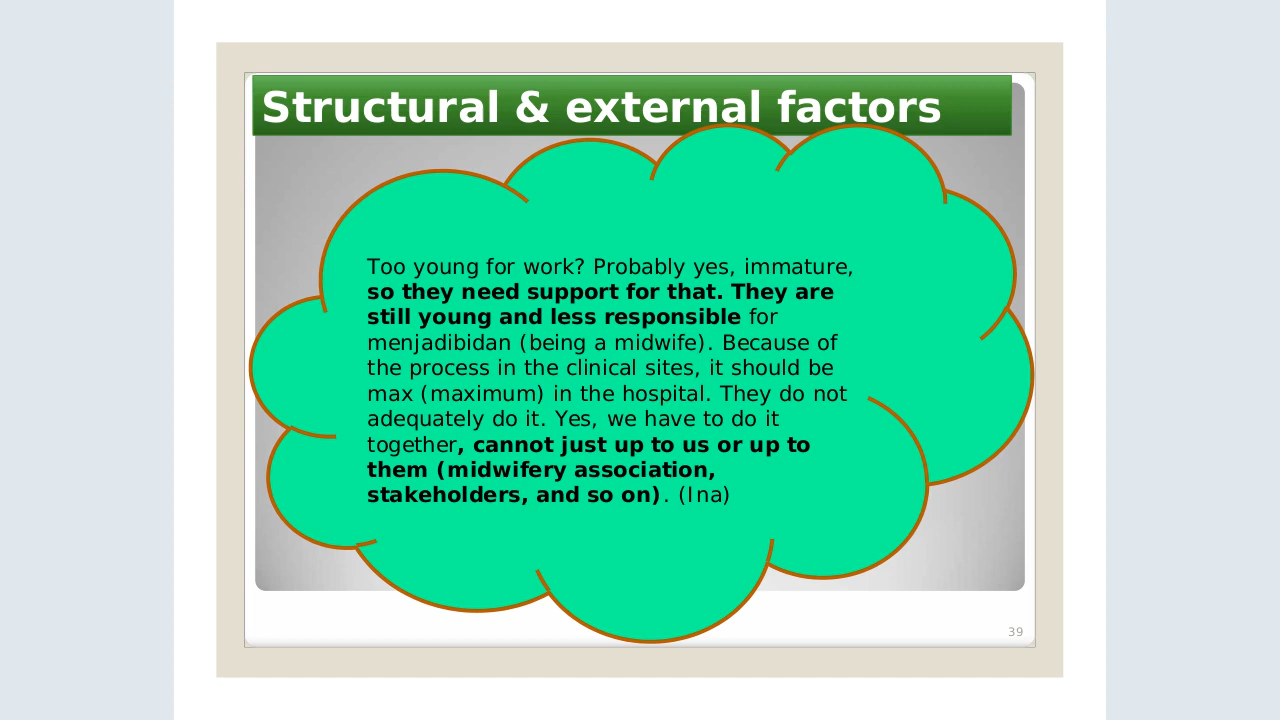 Structural & external factors
Too young for work? Probably yes, immature,
so they need support for that. They are
still young and less responsible for
menjadibidan (being a midwife). Because of
the process in the clinical sites, it should be
max (maximum) in the hospital. They do not
adequately do it. Yes, we have to do it
together, cannot just up to us or up to
them (midwifery association,
stakeholders, and so on). (Ina)
39